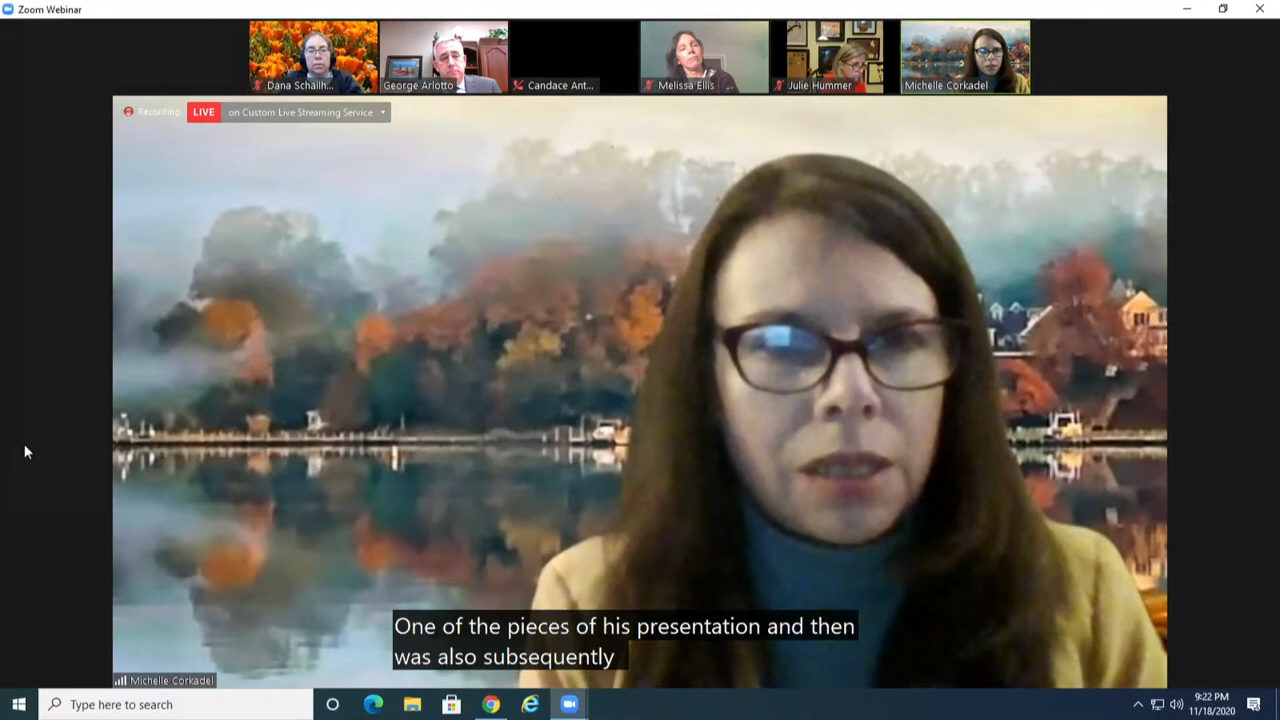 Zoom Webinar
Dana Schallh...
George Arlotto
Candace Ant...
Melissa Ellis
Julie Hummer
Michelle Corkadel
Recording
LIVE
on Custom Live Streaming Service
One of the pieces of his presentation and then
was also subsequently
Michelle Corkadel
Type here to search
9:22 PM
11/18/2020